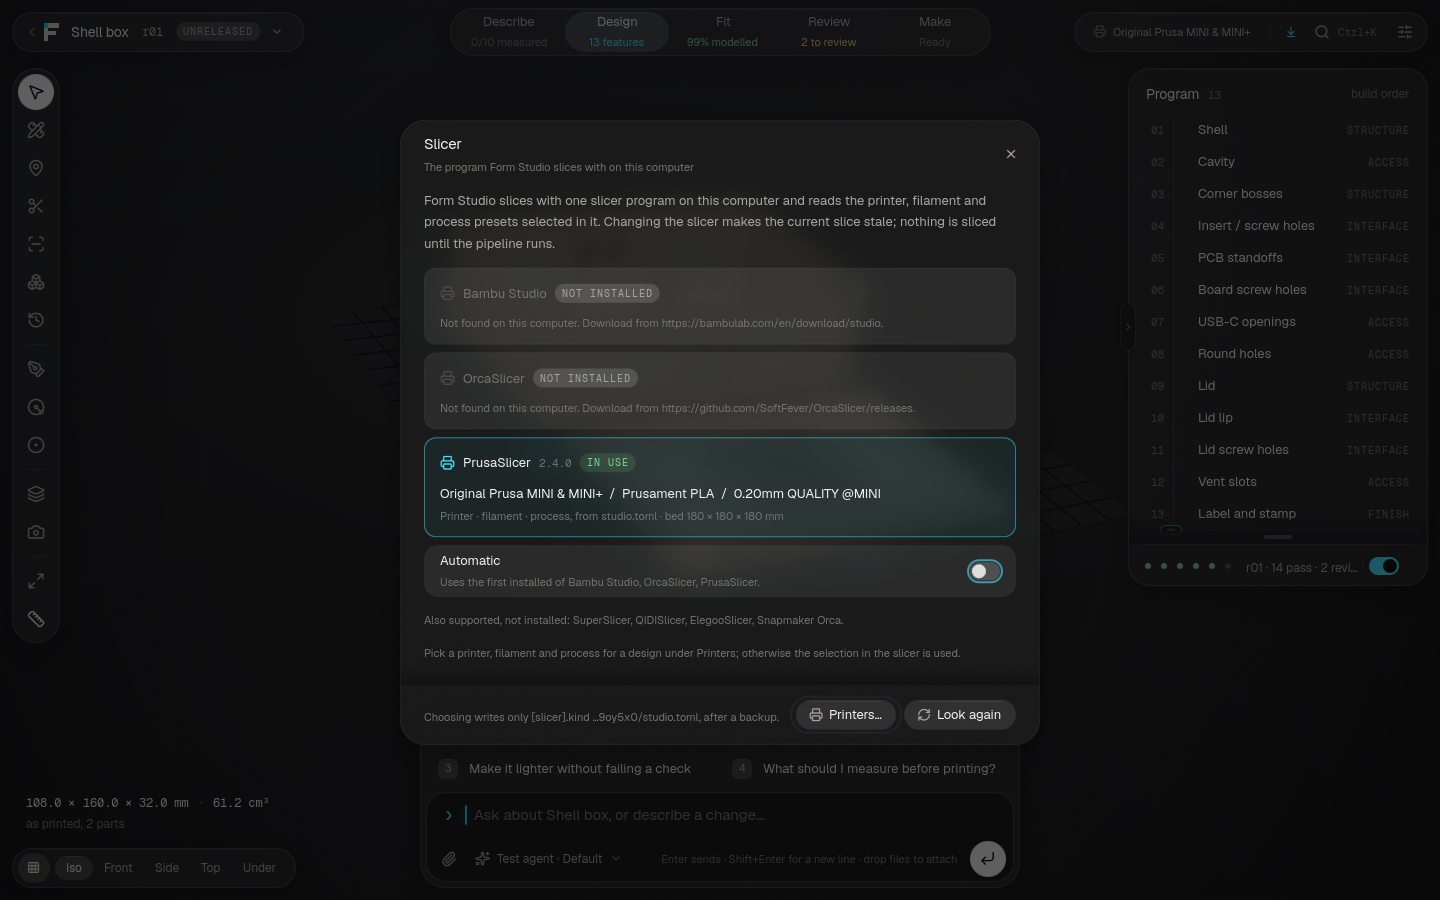 Shell box r01 UNRELEASED
Describe
0/10 measured
Design
13 features
Fit
99% modelled
Review
2 to review
Make
Ready
Original Prusa MINI & MINI+
Ctrl+K
Program 13 build order
01 Shell STRUCTURE
02 Cavity ACCESS
03 Corner bosses STRUCTURE
04 Insert / screw holes INTERFACE
05 PCB standoffs INTERFACE
06 Board screw holes INTERFACE
07 USB-C openings ACCESS
08 Round holes ACCESS
09 Lid STRUCTURE
10 Lid lip INTERFACE
11 Lid screw holes INTERFACE
12 Vent slots ACCESS
13 Label and stamp FINISH
r01 · 14 pass · 2 revi...
Slicer
The program Form Studio slices with on this computer
Form Studio slices with one slicer program on this computer and reads the printer, filament and
process presets selected in it. Changing the slicer makes the current slice stale; nothing is sliced
until the pipeline runs.
Bambu Studio NOT INSTALLED
Not found on this computer. Download from https://bambulab.com/en/download/studio.
OrcaSlicer NOT INSTALLED
Not found on this computer. Download from https://github.com/SoftFever/OrcaSlicer/releases.
PrusaSlicer 2.4.0 IN USE
Original Prusa MINI & MINI+ / Prusament PLA / 0.20mm QUALITY @MINI
Printer · filament · process, from studio.toml · bed 180 × 180 × 180 mm
Automatic
Uses the first installed of Bambu Studio, OrcaSlicer, PrusaSlicer.
Also supported, not installed: SuperSlicer, QIDISlicer, ElegooSlicer, Snapmaker Orca.
Pick a printer, filament and process for a design under Printers; otherwise the selection in the slicer is used.
Choosing writes only [slicer].kind …9oy5x0/studio.toml, after a backup.
Printers...
Look again
3 Make it lighter without failing a check
4 What should I measure before printing?
Ask about Shell box, or describe a change...
Test agent · Default
Enter sends · Shift+Enter for a new line · drop files to attach
108.0 × 160.0 × 32.0 mm · 61.2 cm³
as printed, 2 parts
Iso Front Side Top Under